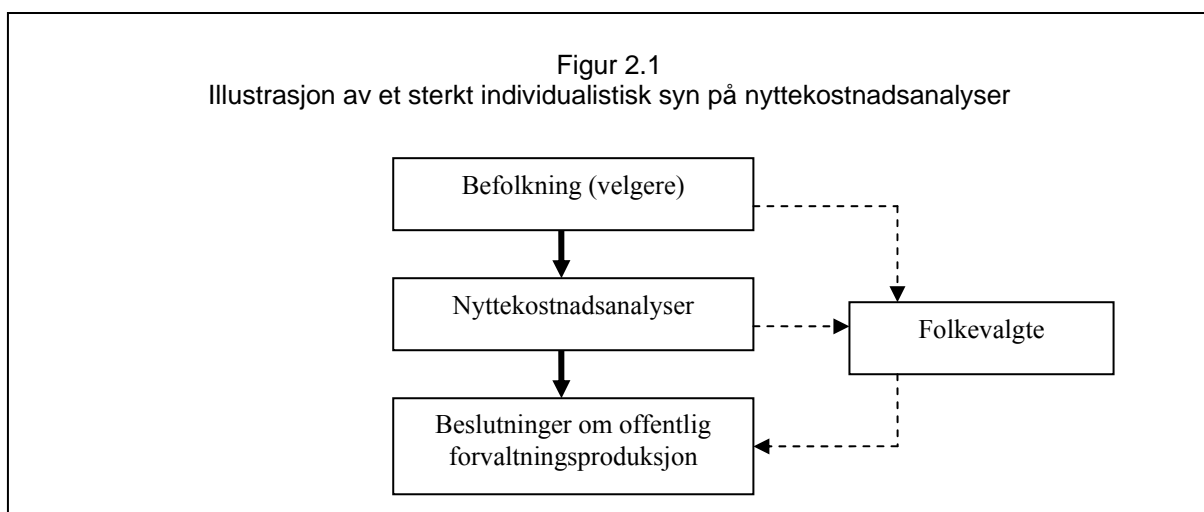 Figur 2.1
Illustrasjon av et sterkt individualistisk syn på nyttekostnadsanalyser
Befolkning (velgere)
Nyttekostnadsanalyser
Folkevalgte
Beslutninger om offentlig
forvaltningsproduksjon